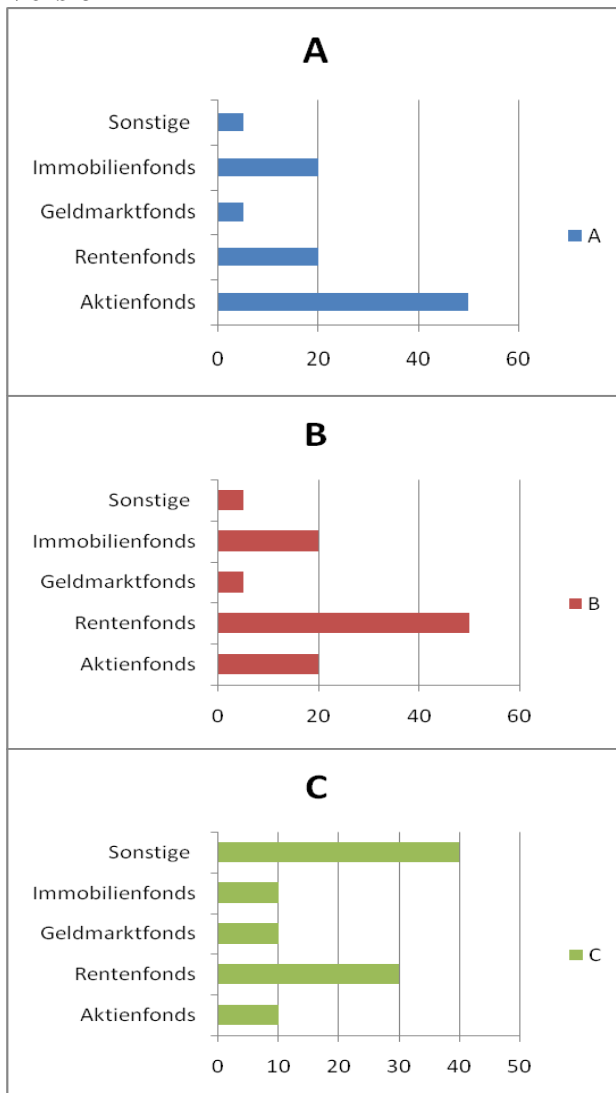 A
Sonstige
Immobilienfonds
Geldmarktfonds
Rentenfonds
Aktienfonds
A
0 20 40 60
B
Sonstige
Immobilienfonds
Geldmarktfonds
Rentenfonds
Aktienfonds
B
0 20 40 60
C
Sonstige
Immobilienfonds
Geldmarktfonds
Rentenfonds
Aktienfonds
C
0 10 20 30 40 50